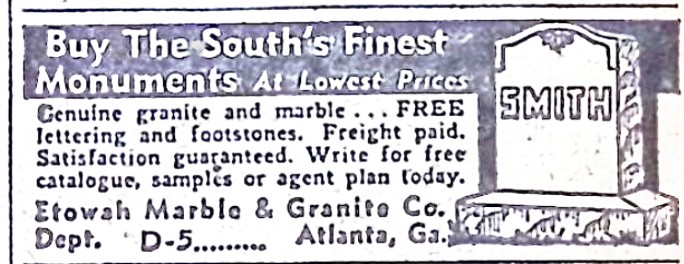 Buy The South's Finest
Monuments At Lowest Prices
Genuine granite and marble ... FREE
lettering and footstones. Freight paid.
Satisfaction guaranteed. Write for free
catalogue, samples or agent plan today.
Etowah Marble & Granite Co.
Dept. D-5......... Atlanta, Ga.
SMITH